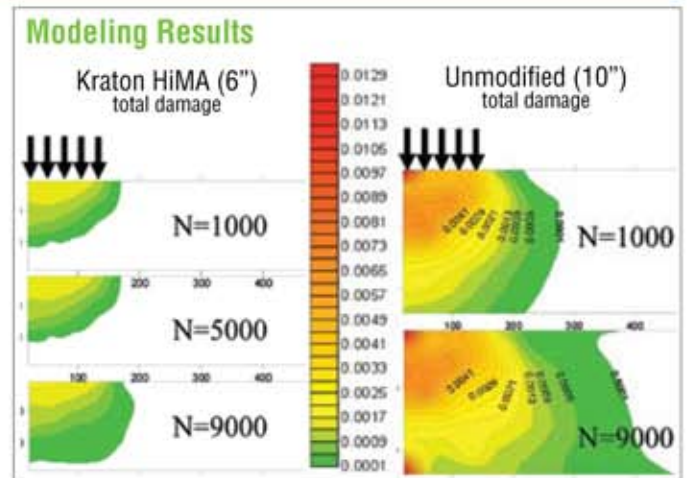 Modeling Results
Kraton HiMA (6”)
total damage
N=1000
200 300 400
N=5000
100 200 300 400
N=9000
0.0129
0.0121
0.0113
0.0105
0.0097
0.0089
0.0081
0.0073
0.0065
0.0057
0.0049
0.0041
0.0033
0.0025
0.0017
0.0009
0.0001
Unmodified (10”)
total damage
N=1000
100 200 300 400
N=9000